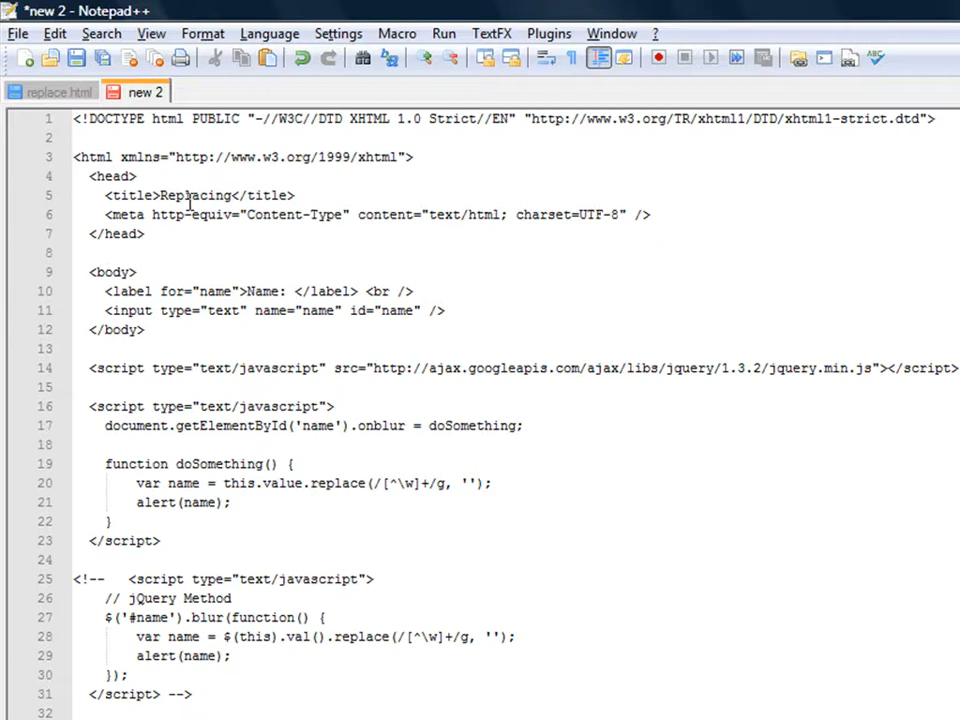 *new 2 - Notepad++
File Edit Search View Format Language Settings Macro Run TextFX Plugins Window ?
replace.html new 2
1 <!DOCTYPE html PUBLIC "-//W3C//DTD XHTML 1.0 Strict//EN" "http://www.w3.org/TR/xhtml1/DTD/xhtml1-strict.dtd">
2
3 <html xmlns="http://www.w3.org/1999/xhtml">
4 <head>
5 <title>Replacing</title>
6 <meta http-equiv="Content-Type" content="text/html; charset=UTF-8" />
7 </head>
8
9 <body>
10 <label for="name">Name: </label> <br />
11 <input type="text" name="name" id="name" />
12 </body>
13
14 <script type="text/javascript" src="http://ajax.googleapis.com/ajax/libs/jquery/1.3.2/jquery.min.js"></script>
15
16 <script type="text/javascript">
17 document.getElementById('name').onblur = doSomething;
18
19 function doSomething() {
20 var name = this.value.replace(/[^\w]+/g, '');
21 alert(name);
22 }
23 </script>
24
25 <!-- <script type="text/javascript">
26 // jQuery Method
27 $('#name').blur(function() {
28 var name = $(this).val().replace(/[^\w]+/g, '');
29 alert(name);
30 });
31 </script> -->
32